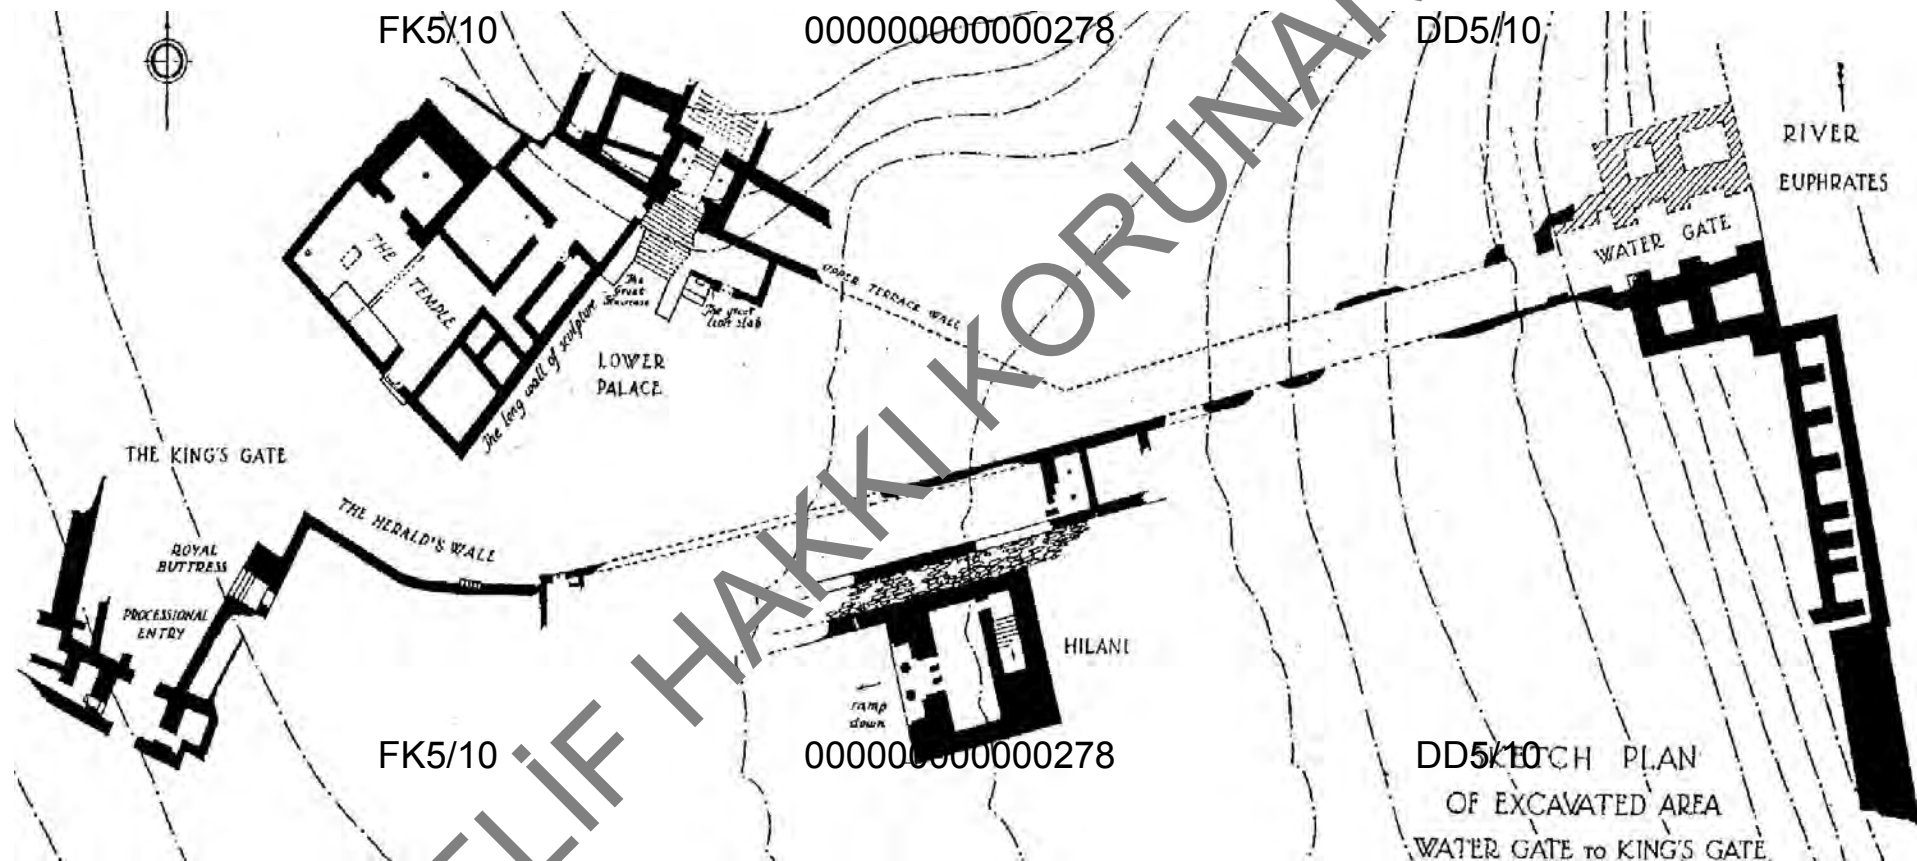 FK5/10
000000000000278
DD5/10
RIVER
EUPHRATES
WATER GATE
THE
TEMPLE
The
Great
Staircase
The great
lion slab
UPPER TERRACE WALL
The long wall of sculpture
LOWER
PALACE
THE KING'S GATE
THE HERALD'S WALL
ROYAL
BUTTRESS
PROCESSIONAL
ENTRY
HILANI
ramp
down
FK5/10
000000000000278
DD5/10
SKETCH PLAN
OF EXCAVATED AREA
WATER GATE TO KING'S GATE
HAKKI KORUNA